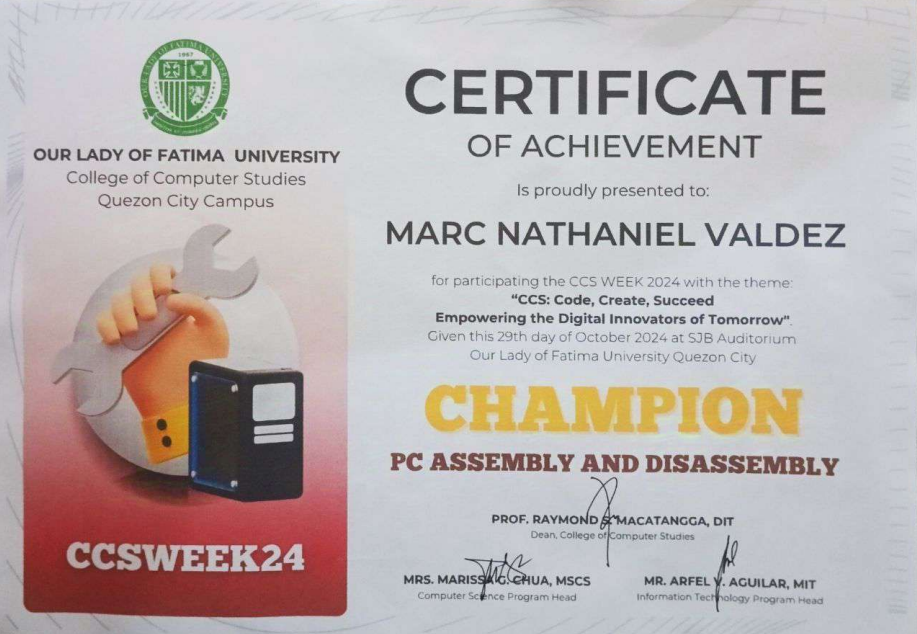 OUR LADY OF FATIMA UNIVERSITY
1967
OUR LADY OF FATIMA UNIVERSITY
College of Computer Studies
Quezon City Campus
CCSWEEK24
CERTIFICATE
OF ACHIEVEMENT
Is proudly presented to:
MARC NATHANIEL VALDEZ
for participating the CCS WEEK 2024 with the theme:
"CCS: Code, Create, Succeed
Empowering the Digital Innovators of Tomorrow".
Given this 29th day of October 2024 at SJB Auditorium
Our Lady of Fatima University Quezon City
CHAMPION
PC ASSEMBLY AND DISASSEMBLY
PROF. RAYMOND S. MACATANGGA, DIT
Dean, College of Computer Studies
MRS. MARISSA G. CHUA, MSCS
Computer Science Program Head
MR. ARFEL V. AGUILAR, MIT
Information Technology Program Head